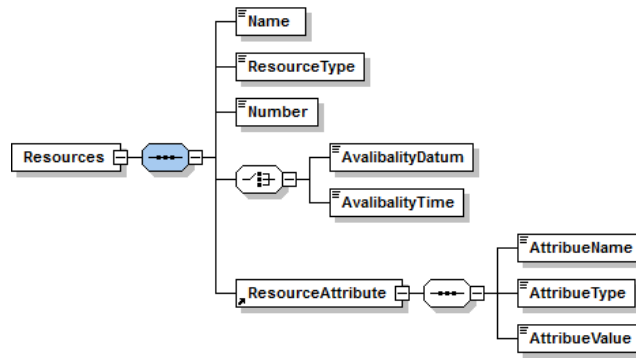 Name
ResourceType
Number
Resources
AvalibalityDatum
AvalibalityTime
ResourceAttribute
AttribueName
AttribueType
AttribueValue